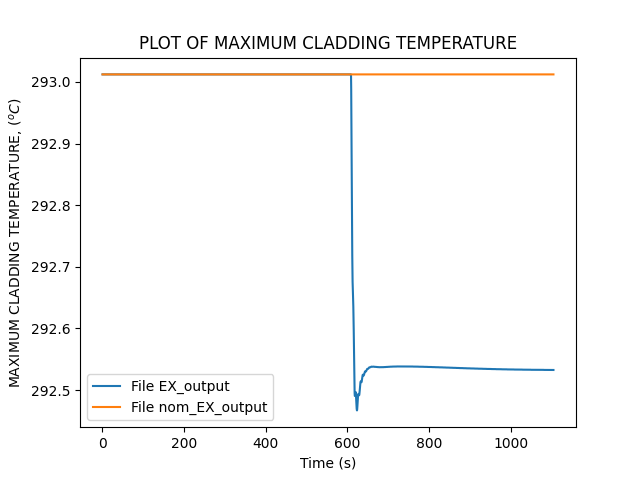 PLOT OF MAXIMUM CLADDING TEMPERATURE
MAXIMUM CLADDING TEMPERATURE, (°C)
293.0
292.9
292.8
292.7
292.6
292.5
File EX_output
File nom_EX_output
0 200 400 600 800 1000
Time (s)